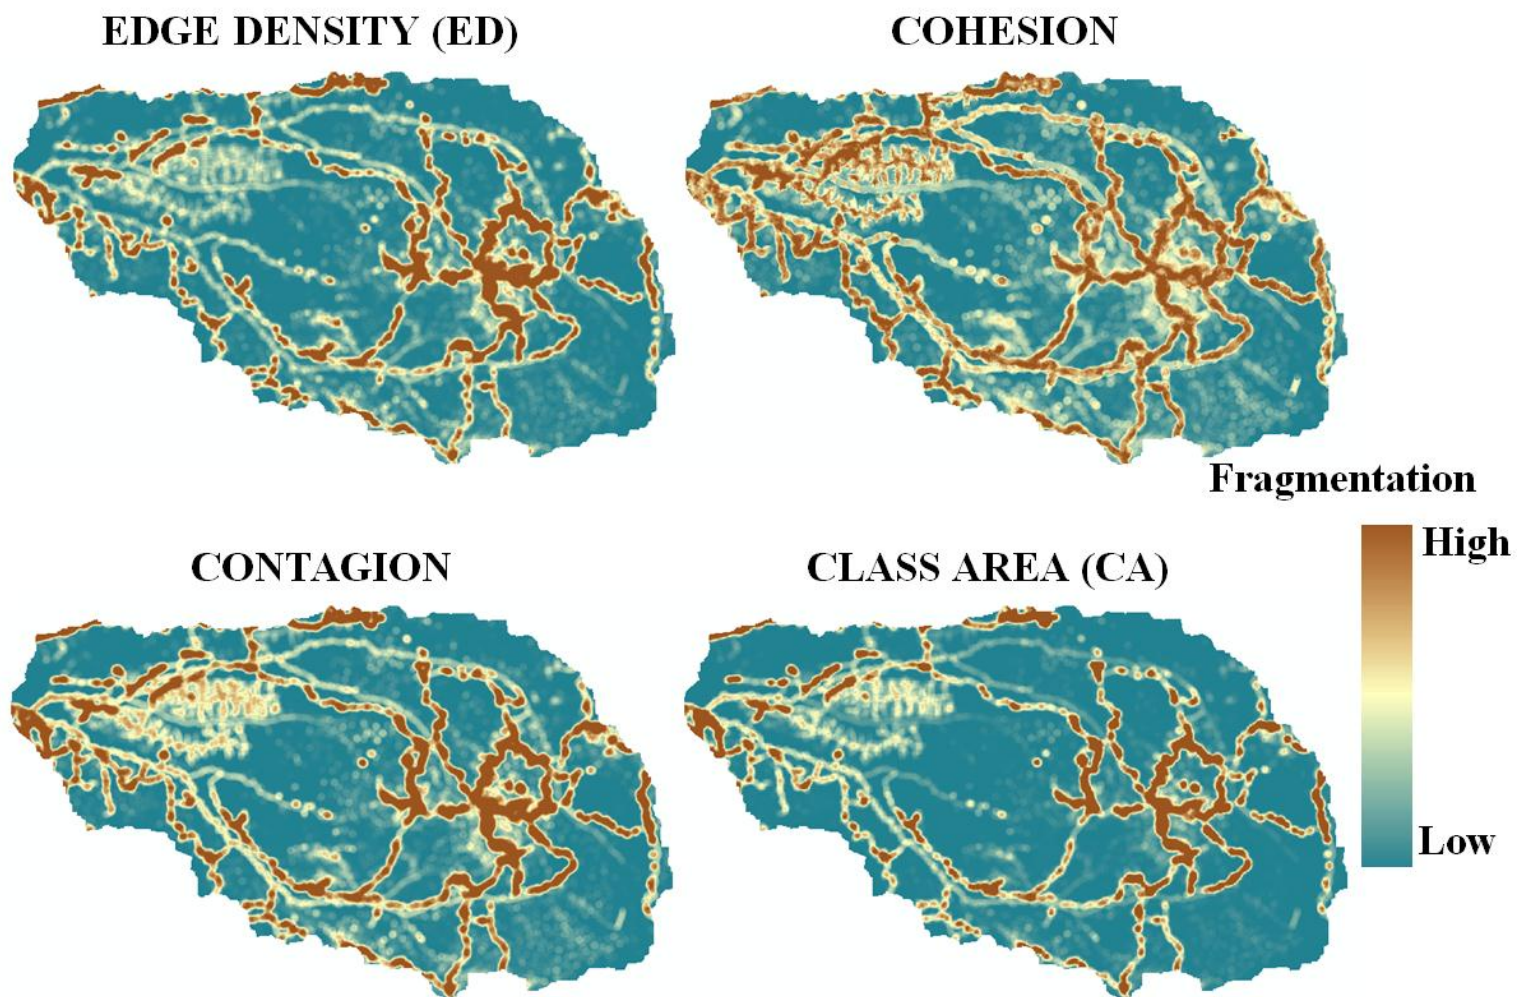 EDGE DENSITY (ED)
COHESION
Fragmentation
High
Low
CONTAGION
CLASS AREA (CA)